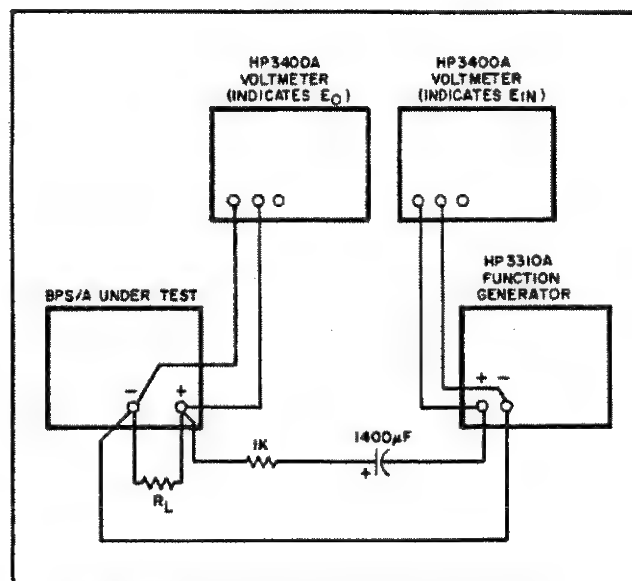 HP3400A
VOLTMETER
(INDICATES EO)
HP3400A
VOLTMETER
(INDICATES EIN)
HP3310A
FUNCTION
GENERATOR
BPS/A UNDER TEST
- +
+ -
1K
1400µF
+
RL